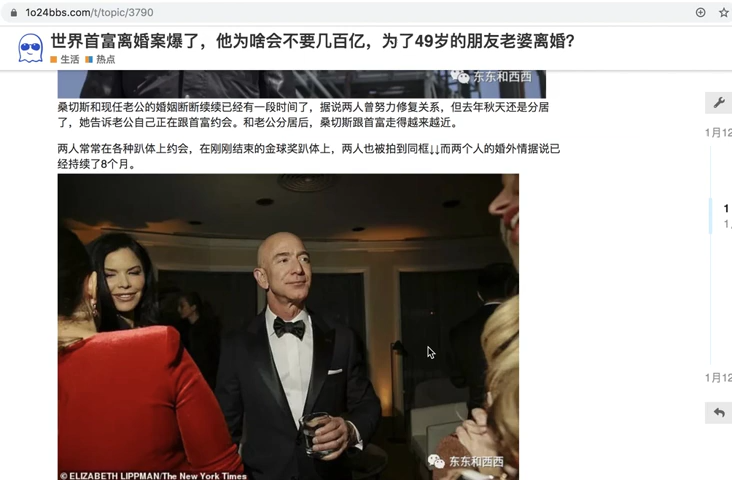 1o24bbs.com/t/topic/3790
世界首富离婚案爆了，他为啥会不要几百亿，为了49岁的朋友老婆离婚？
生活 热点
东东和西西
桑切斯和现任老公的婚姻断断续续已经有一段时间了，据说两人曾努力修复关系，但去年秋天还是分居
了，她告诉老公自己正在跟首富约会。和老公分居后，桑切斯跟首富走得越来越近。
1月12
两人常常在各种趴体上约会，在刚刚结束的金球奖趴体上，两人也被拍到同框↓↓而两个人的婚外情据说已
经持续了8个月。
1
1
1月12
东东和西西
© ELIZABETH LIPPMAN/The New York Times